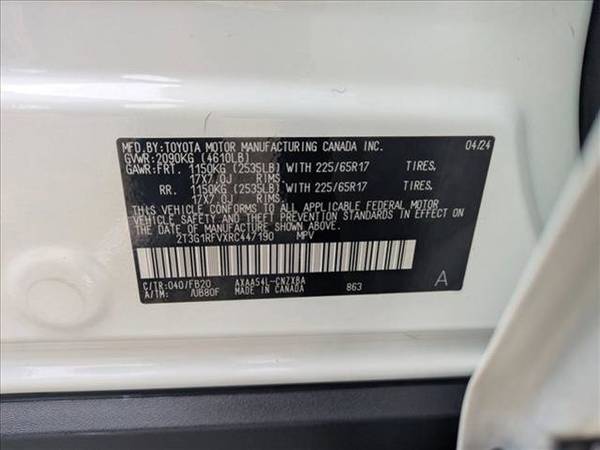 MFD.BY:TOYOTA MOTOR MANUFACTURING CANADA INC. 04/24
GVWR:2090KG (4610LB)
GAWR:FRT. 1150KG (2535LB) WITH 225/65R17 TIRES,
17X7.0J RIMS.
RR. 1150KG (2535LB) WITH 225/65R17 TIRES,
17X7.0J RIMS.
THIS VEHICLE CONFORMS TO ALL APPLICABLE FEDERAL MOTOR
VEHICLE SAFETY AND THEFT PREVENTION STANDARDS IN EFFECT ON
THE DATE OF MANUFACTURE SHOWN ABOVE.
2T3G1RFVXRC447190 MPV
C/TR:040/FB20 AXAA54L-CNZXBA 863 A
A/TM: /UB80F MADE IN CANADA